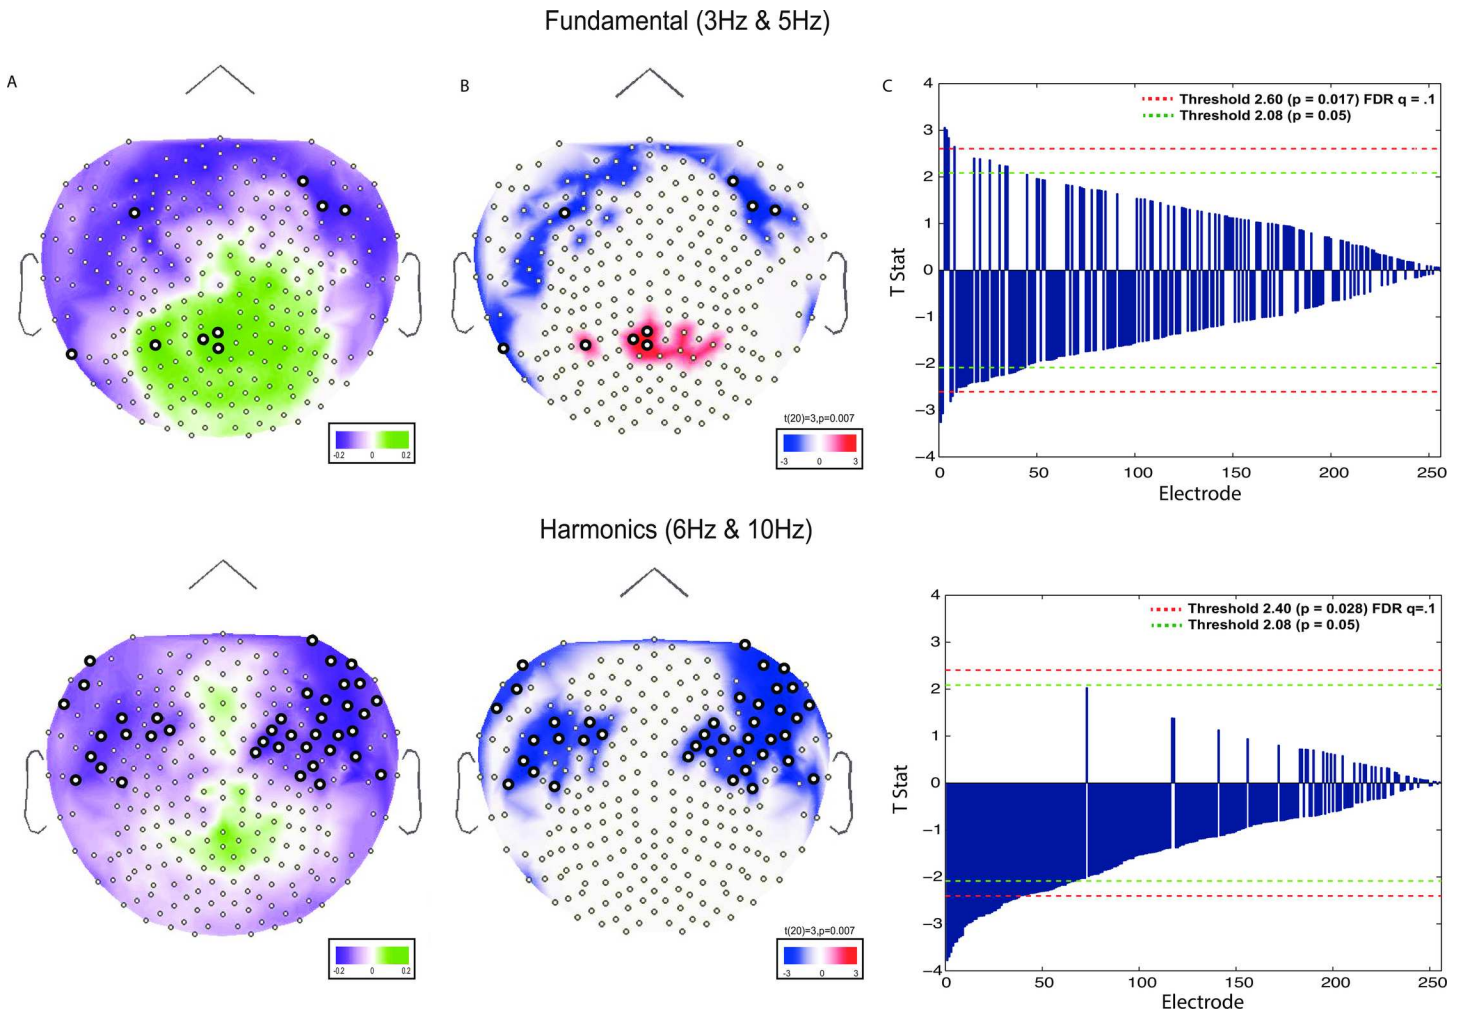 Fundamental (3Hz & 5Hz)
A
B
C
-0.2 0 0.2
t(20)=3,p=0.007
-3 0 3
Threshold 2.60 (p = 0.017) FDR q = .1
Threshold 2.08 (p = 0.05)
4
3
2
1
0
−1
−2
−3
−4
T Stat
0 50 100 150 200 250
Electrode
Harmonics (6Hz & 10Hz)
-0.2 0 0.2
t(20)=3,p=0.007
-3 0 3
Threshold 2.40 (p = 0.028) FDR q=.1
Threshold 2.08 (p = 0.05)
4
3
2
1
0
−1
−2
−3
−4
T Stat
0 50 100 150 200 250
Electrode